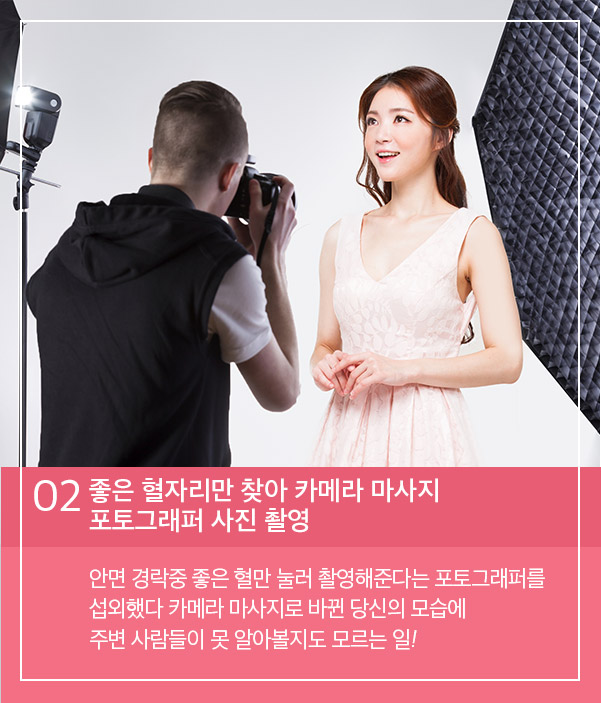 02 좋은 혈자리만 찾아 카메라 마사지
포토그래퍼 사진 촬영
안면 경락중 좋은 혈만 눌러 촬영해준다는 포토그래퍼를
섭외했다 카메라 마사지로 바뀐 당신의 모습에
주변 사람들이 못 알아볼지도 모르는 일!